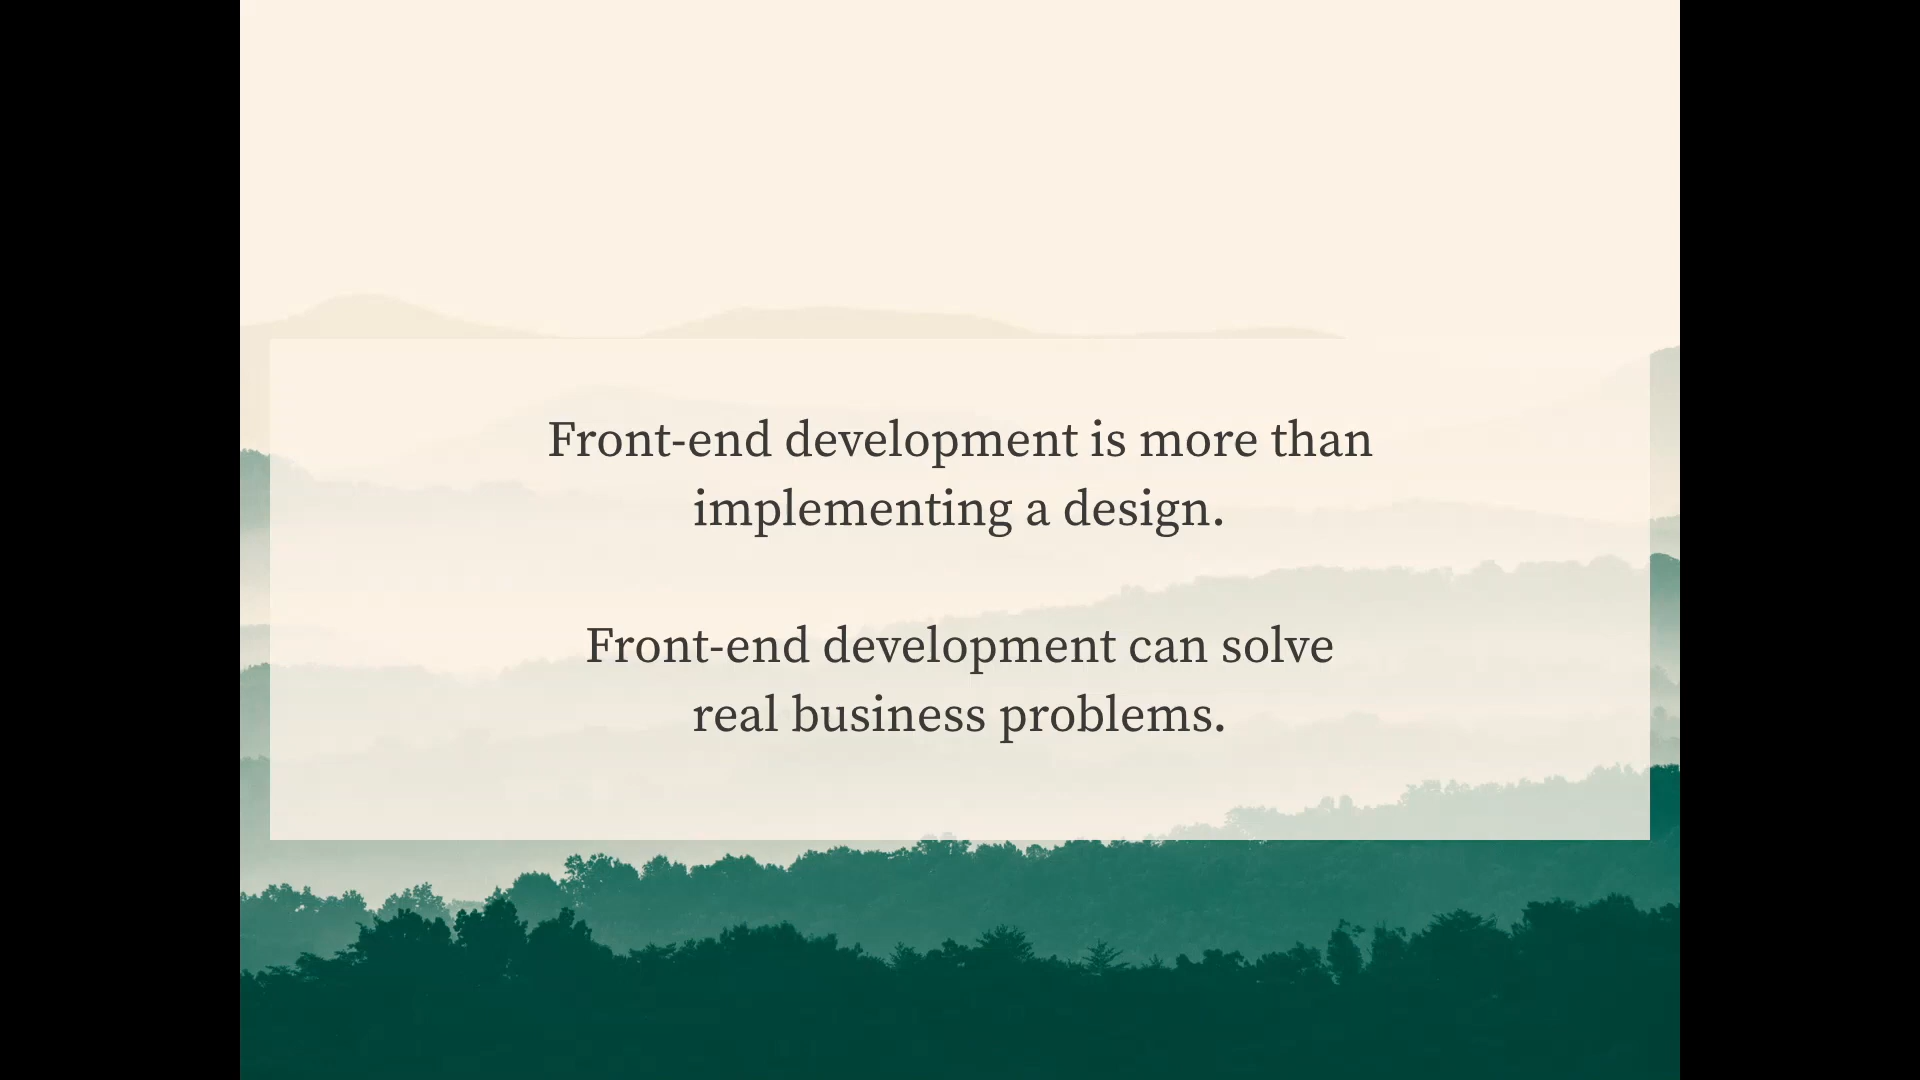 Front-end development is more than
implementing a design.
Front-end development can solve
real business problems.